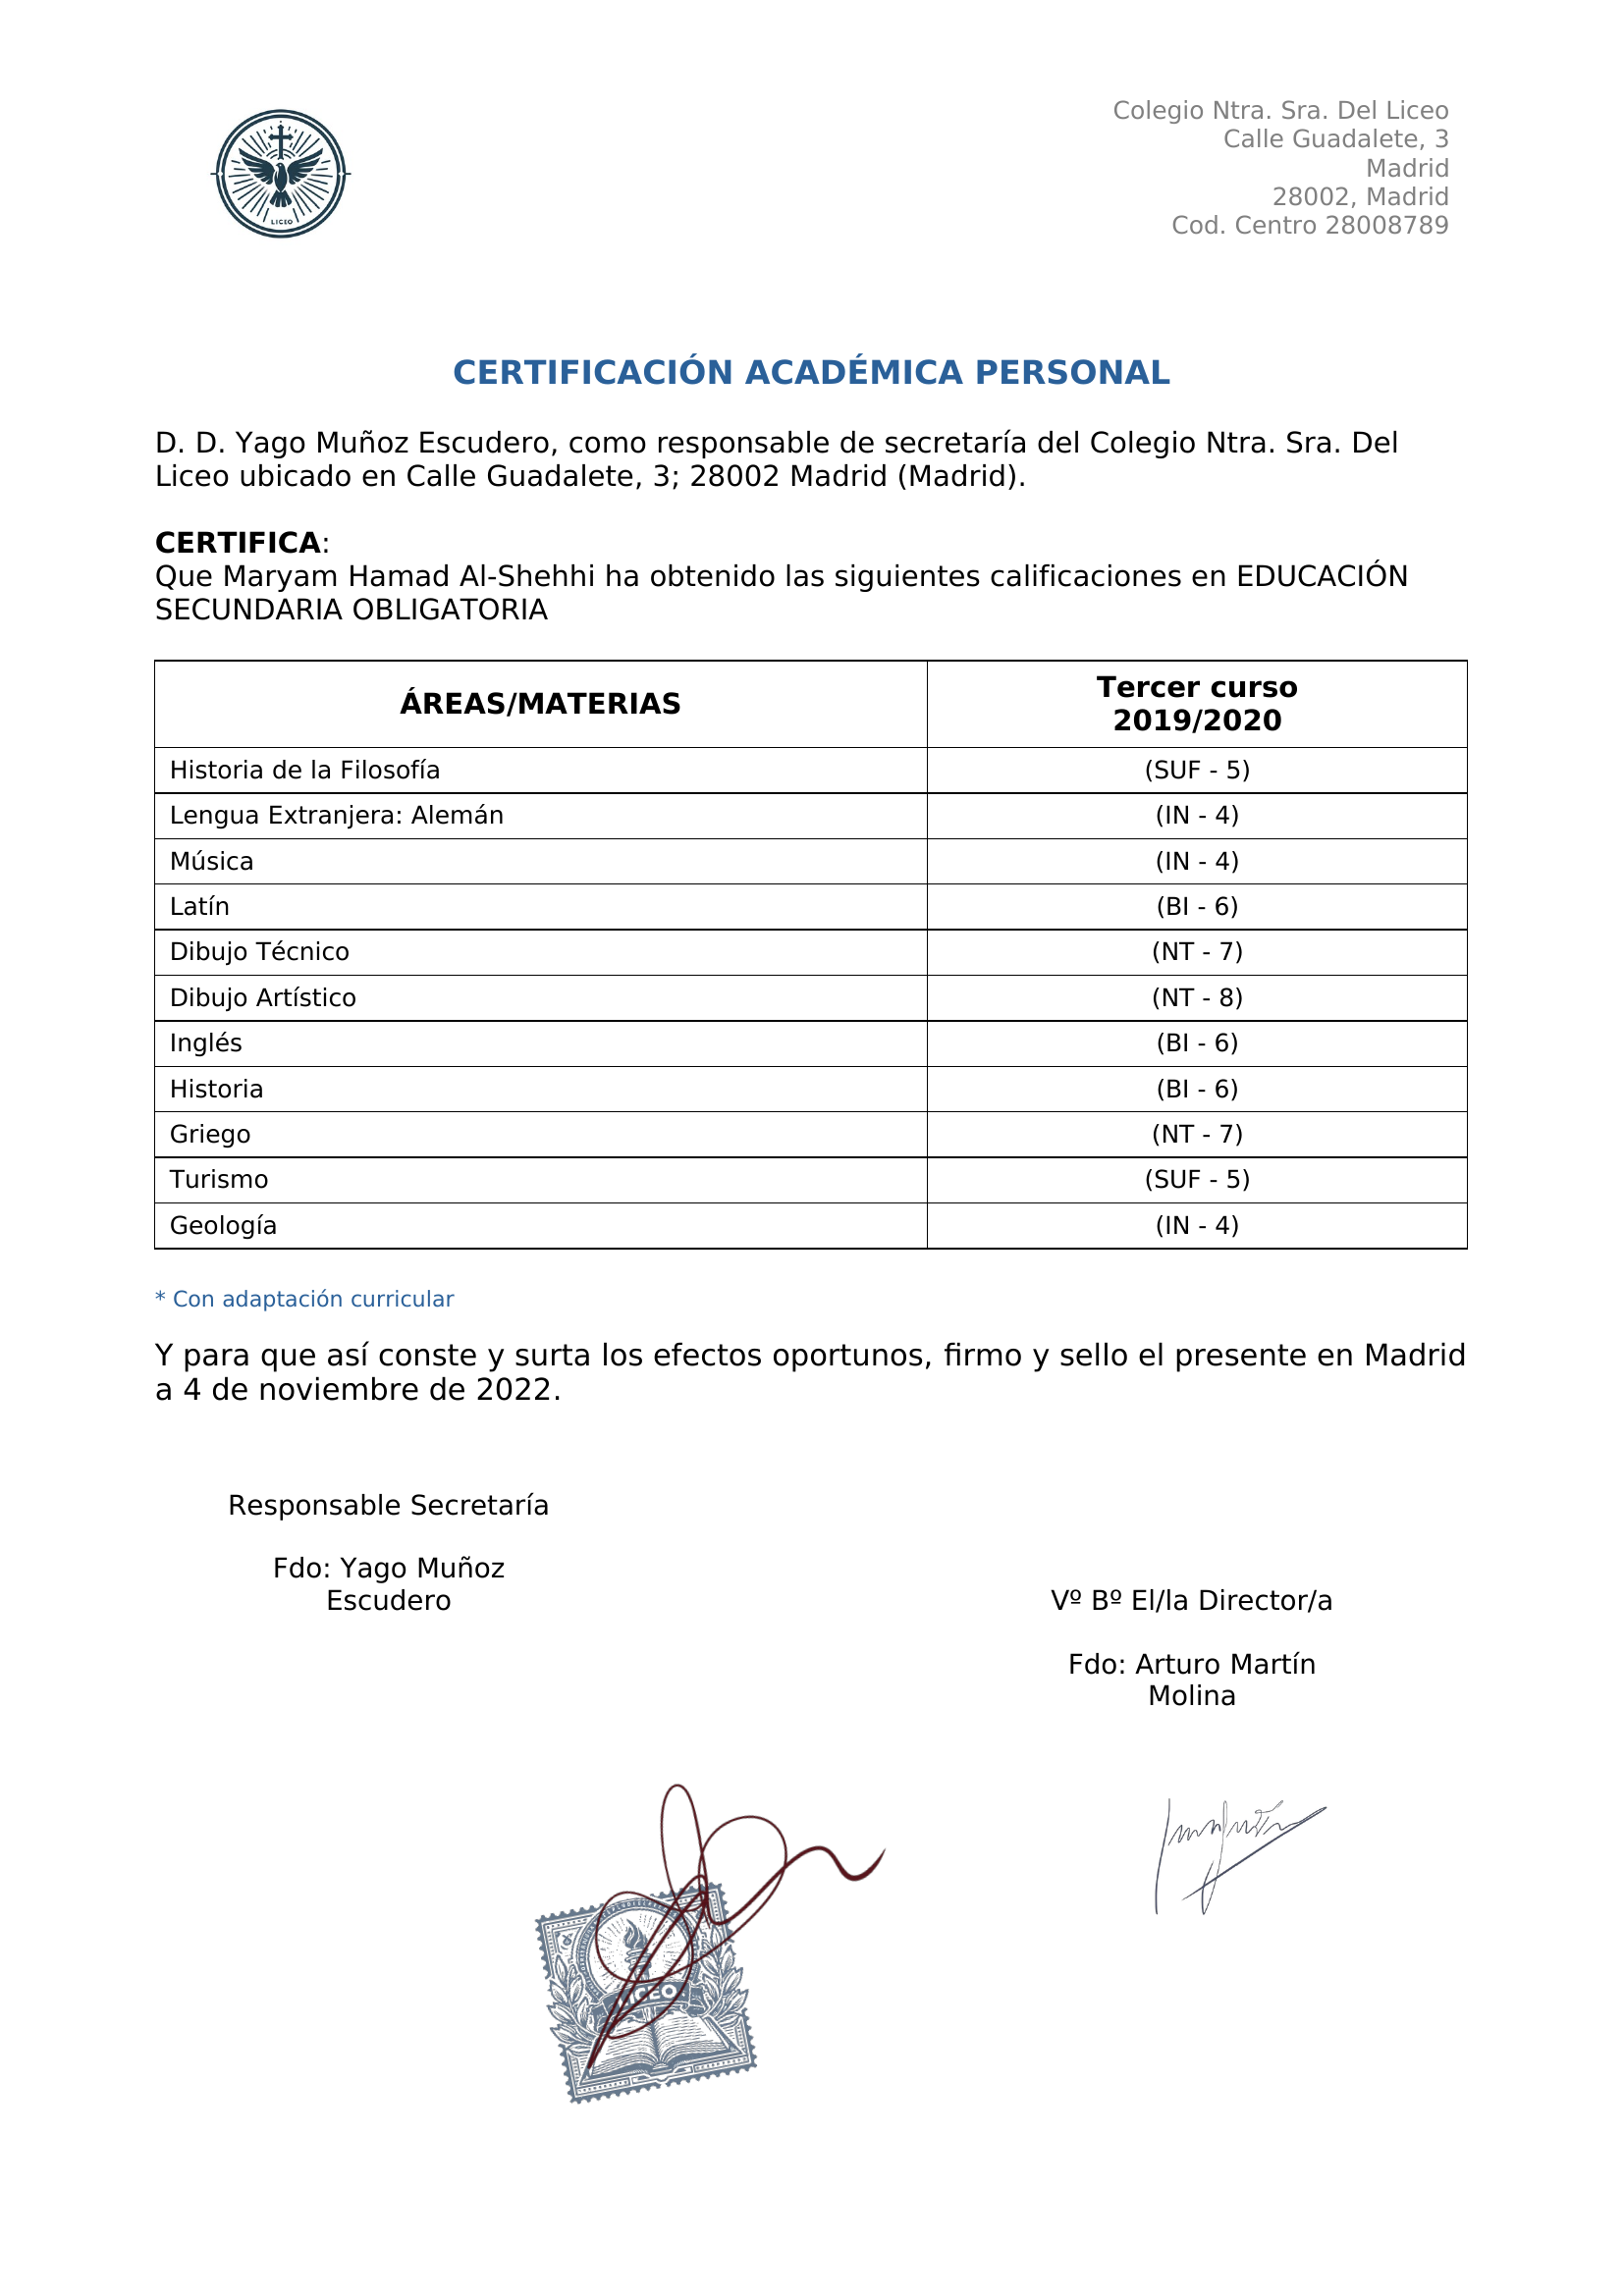 LICEO
Colegio Ntra. Sra. Del Liceo
Calle Guadalete, 3
Madrid
28002, Madrid
Cod. Centro 28008789
CERTIFICACIÓN ACADÉMICA PERSONAL
D. D. Yago Muñoz Escudero, como responsable de secretaría del Colegio Ntra. Sra. Del
Liceo ubicado en Calle Guadalete, 3; 28002 Madrid (Madrid).
CERTIFICA:
Que Maryam Hamad Al-Shehhi ha obtenido las siguientes calificaciones en EDUCACIÓN
SECUNDARIA OBLIGATORIA
ÁREAS/MATERIAS
Tercer curso
2019/2020
Historia de la Filosofía (SUF - 5)
Lengua Extranjera: Alemán (IN - 4)
Música (IN - 4)
Latín (BI - 6)
Dibujo Técnico (NT - 7)
Dibujo Artístico (NT - 8)
Inglés (BI - 6)
Historia (BI - 6)
Griego (NT - 7)
Turismo (SUF - 5)
Geología (IN - 4)
* Con adaptación curricular
Y para que así conste y surta los efectos oportunos, firmo y sello el presente en Madrid
a 4 de noviembre de 2022.
Responsable Secretaría
Fdo: Yago Muñoz
Escudero
Vº Bº El/la Director/a
Fdo: Arturo Martín
Molina
LICEO